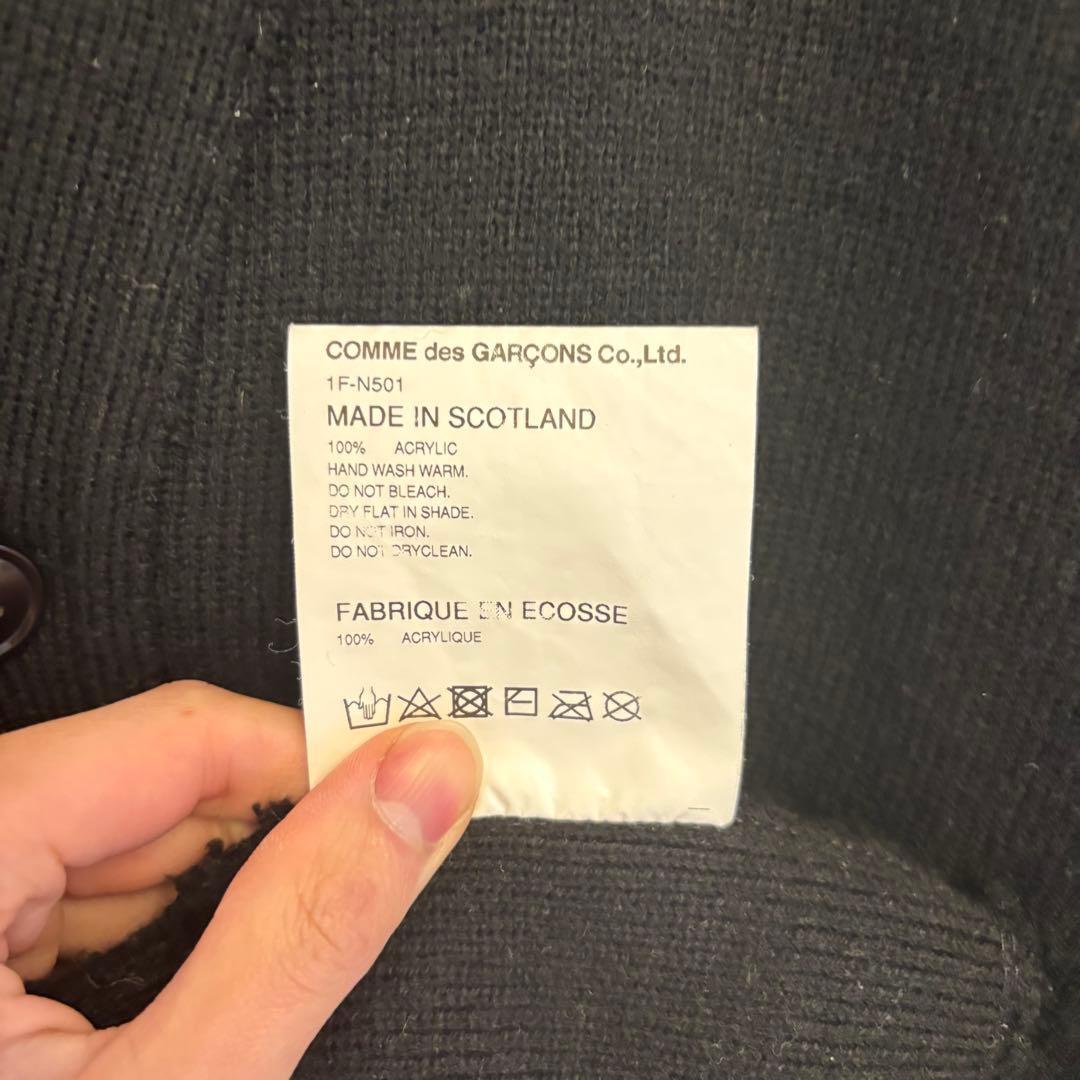 COMME des GARÇONS Co.,Ltd.
1F-N501
MADE IN SCOTLAND
100% ACRYLIC
HAND WASH WARM.
DO NOT BLEACH.
DRY FLAT IN SHADE.
DO NOT IRON.
DO NOT DRYCLEAN.
FABRIQUE EN ECOSSE
100% ACRYLIQUE